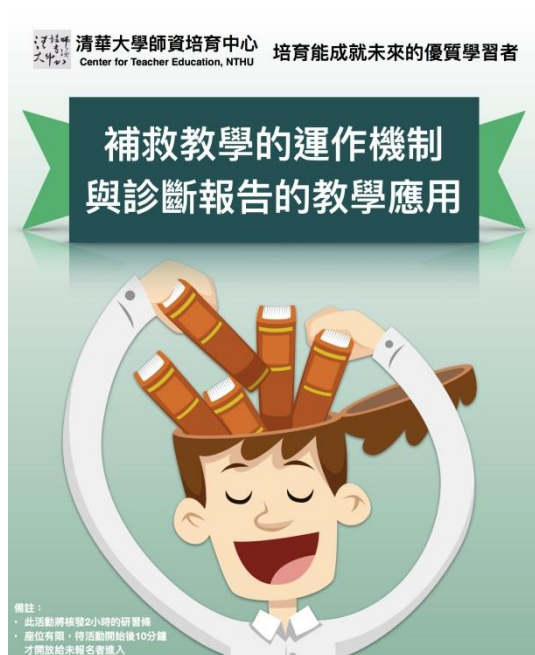 清華大學師資培育中心
Center for Teacher Education, NTHU
培育能成就未來的優質學習者
補救教學的運作機制
與診斷報告的教學應用
備註：
・此活動將核發2小時的研習條
・座位有限，待活動開始後10分鐘
才開放給未報名者進入